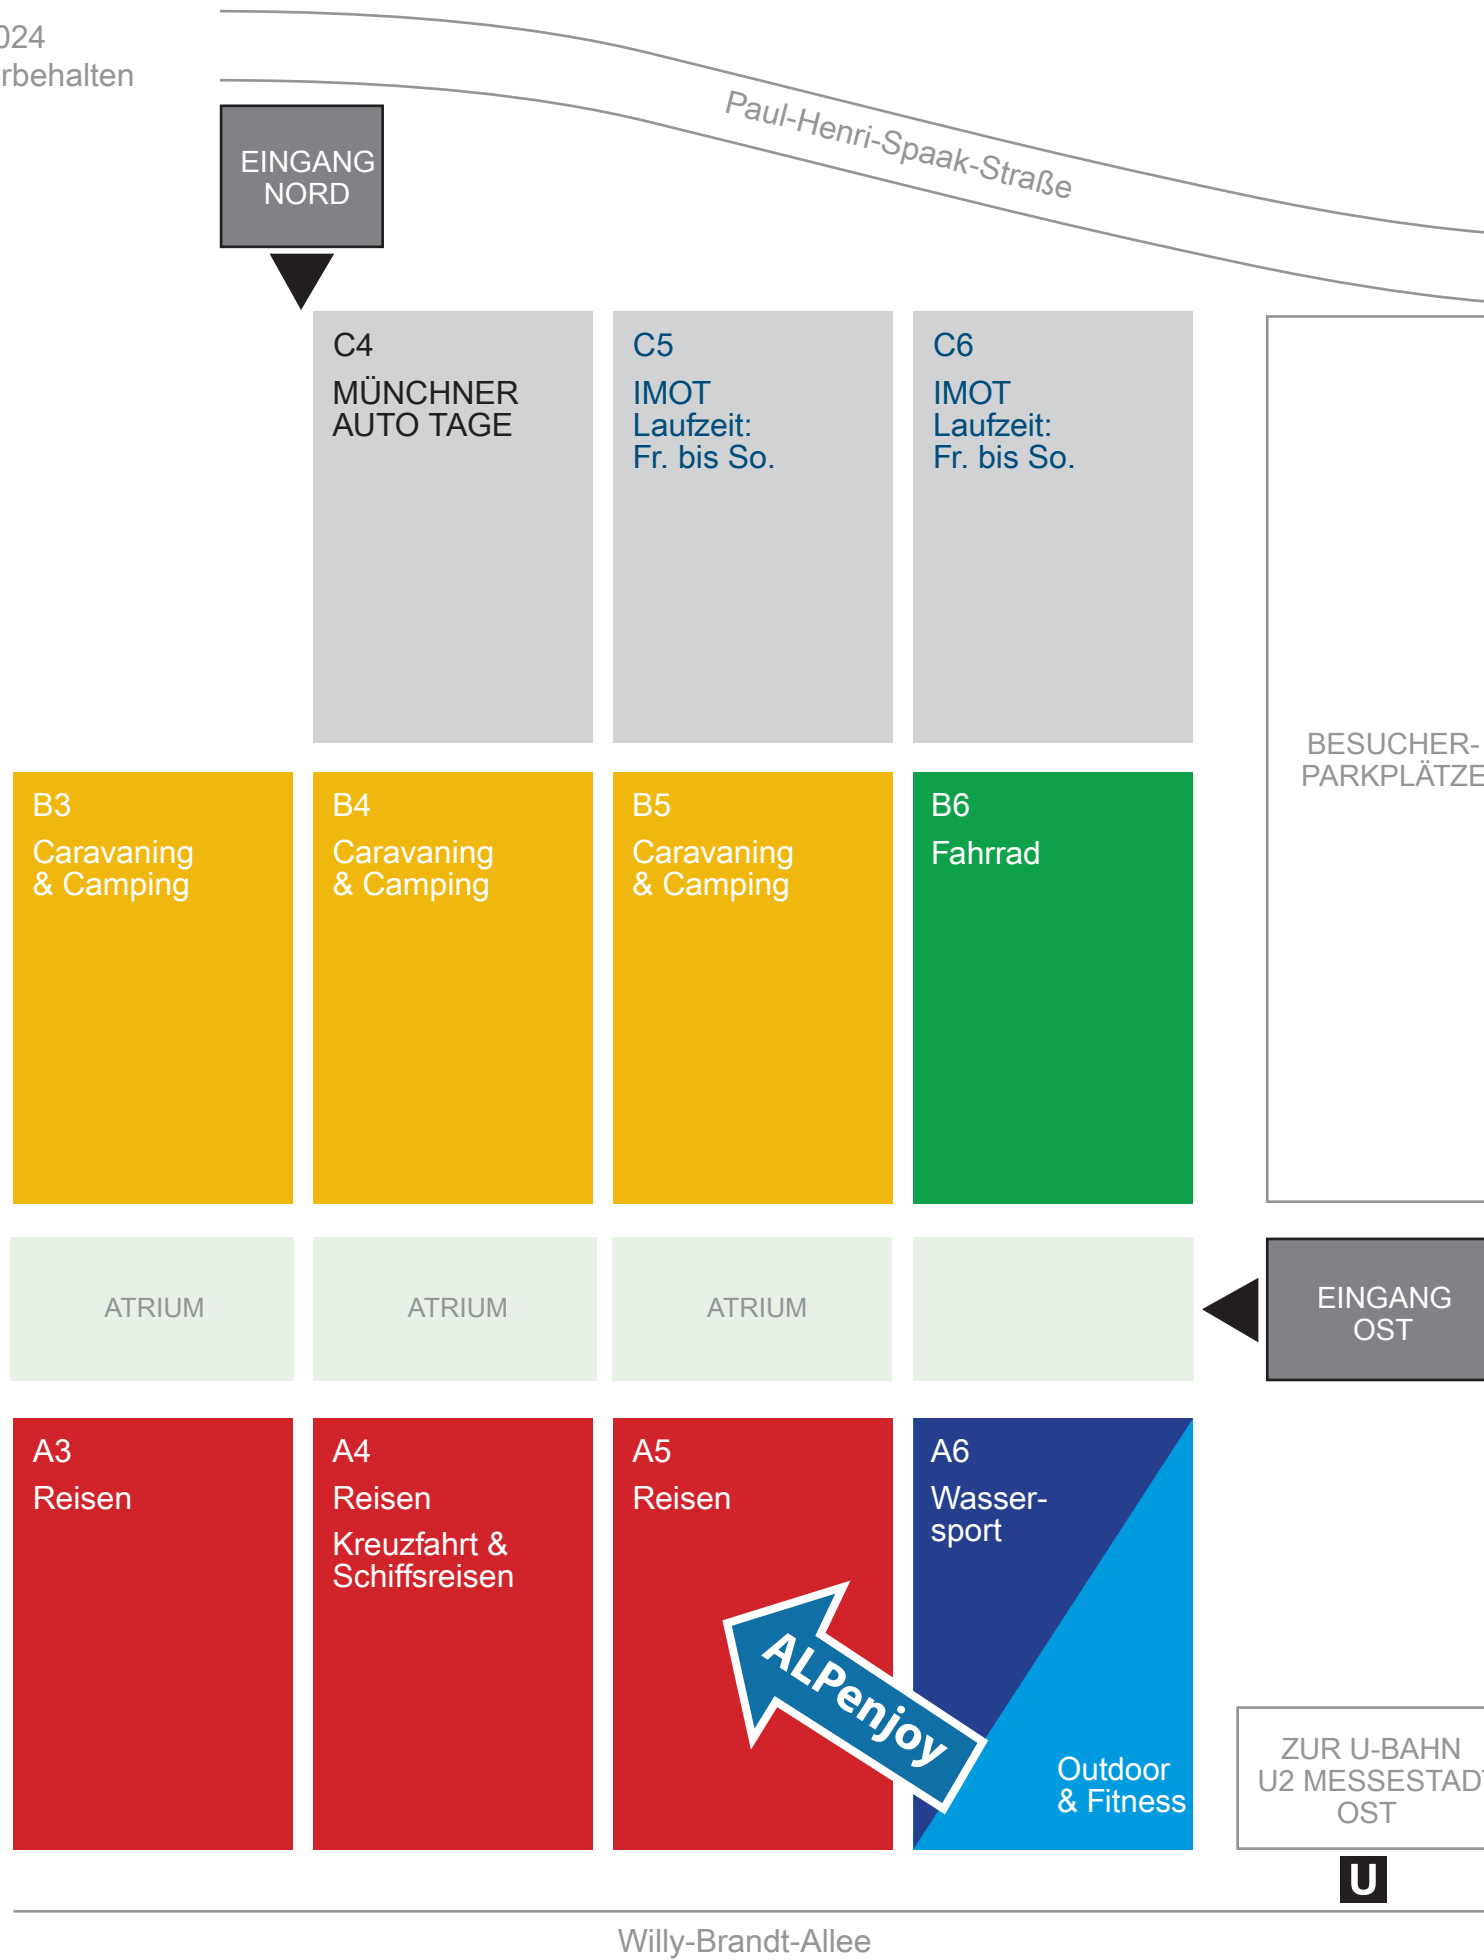 024
rbehalten
Paul-Henri-Spaak-Straße
EINGANG
NORD
C4
MÜNCHNER
AUTO TAGE
C5
IMOT
Laufzeit:
Fr. bis So.
C6
IMOT
Laufzeit:
Fr. bis So.
BESUCHER-
PARKPLÄTZE
B3
Caravaning
& Camping
B4
Caravaning
& Camping
B5
Caravaning
& Camping
B6
Fahrrad
ATRIUM
ATRIUM
ATRIUM
EINGANG
OST
A3
Reisen
A4
Reisen
Kreuzfahrt &
Schiffsreisen
A5
Reisen
ALPenjoy
A6
Wasser-
sport
Outdoor
& Fitness
ZUR U-BAHN
U2 MESSESTADT
OST
U
Willy-Brandt-Allee